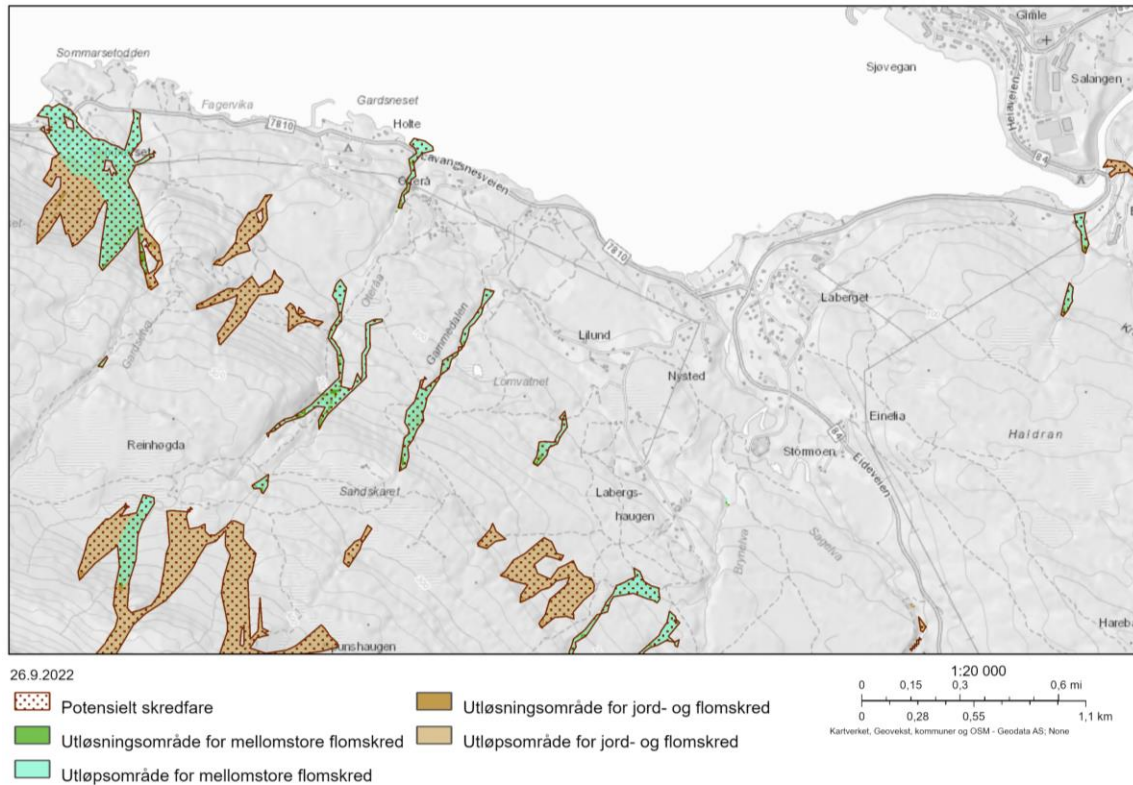 Gimle
Sommarsetodden
Sjøvegan
Salangen
Fagervika
Gardsneset
Holte
Heiaveien
7810
84
Lavangsnesveien
7810
Laberget
Oteråa
Gammedalen
Lilund
Lomvatnet
Nysted
Einelia
Haldran
Reinhøgda
84
Stormoen
Eideveien
Sandskaret
Labergs-
haugen
Brynelva
Sagelva
unshaugen
26.9.2022
Potensielt skredfare
Utløsningsområde for mellomstore flomskred
Utløpsområde for mellomstore flomskred
Utløsningsområde for jord- og flomskred
Utløpsområde for jord- og flomskred
1:20 000
0 0,15 0,3 0,6 mi
0 0,28 0,55 1,1 km
Kartverket, Geovekst, kommuner og OSM - Geodata AS; None